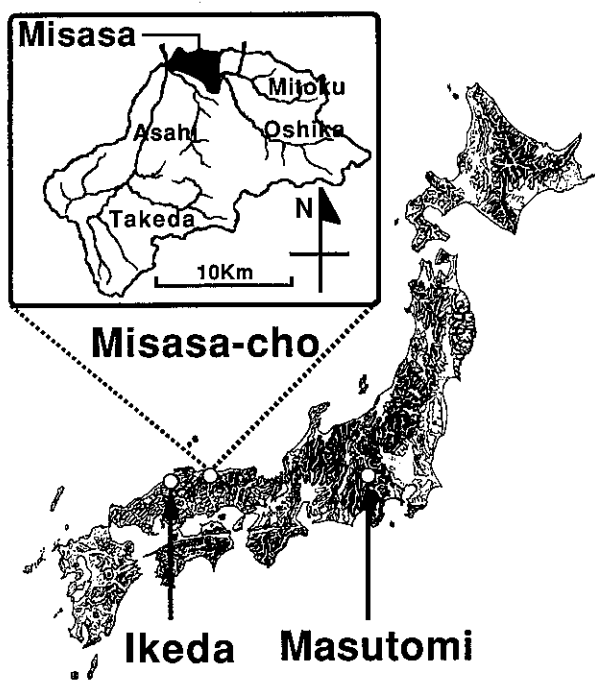 Misasa
Mitoku
Asahi
Oshika
Takeda
N
10Km
Misasa-cho
Ikeda
Masutomi